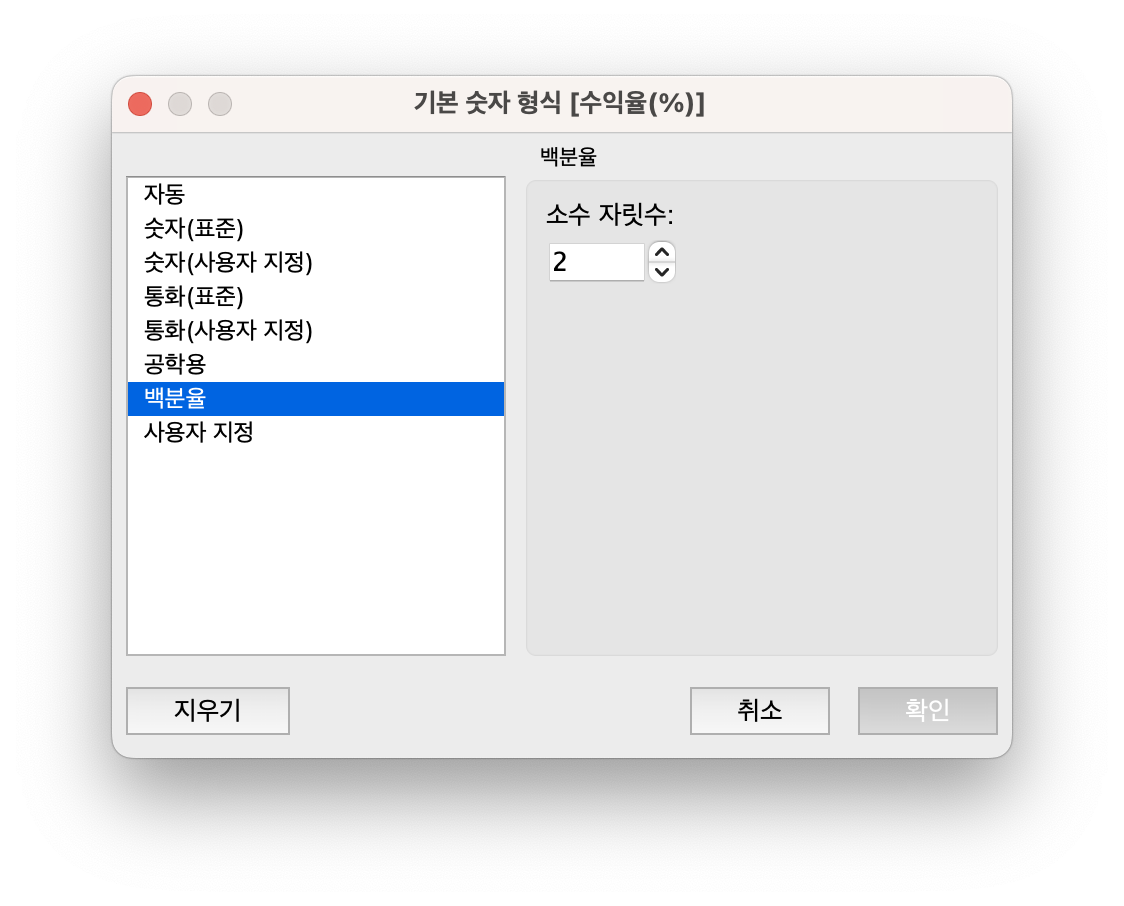 기본 숫자 형식 [수익율(%)]
백분율
자동
숫자(표준)
숫자(사용자 지정)
통화(표준)
통화(사용자 지정)
공학용
백분율
사용자 지정
소수 자릿수:
2
지우기
취소
확인